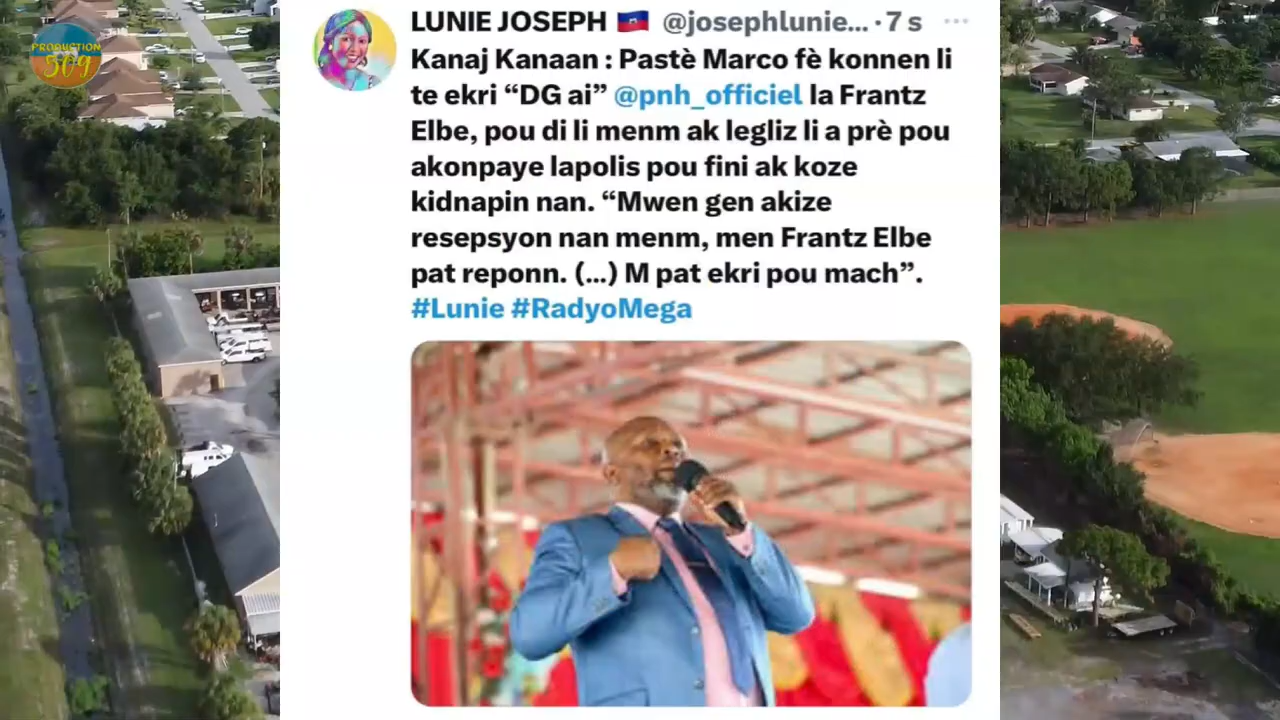 PRODUCTION
509
LUNIE JOSEPH 🇭🇹 @josephlunie... · 7 s
Kanaj Kanaan : Pastè Marco fè konnen li
te ekri “DG ai” @pnh_officiel la Frantz
Elbe, pou di li menm ak legliz li a prè pou
akonpaye lapolis pou fini ak koze
kidnapin nan. “Mwen gen akize
resepsyon nan menm, men Frantz Elbe
pat reponn. (...) M pat ekri pou mach”.
#Lunie #RadyoMega